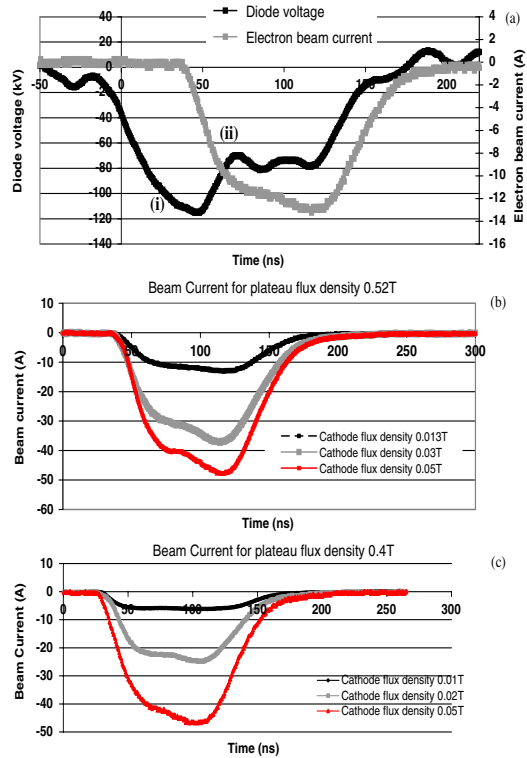 Diode voltage
Electron beam current
(a)
Diode voltage (kV)
40
20
0
-20
-40
-60
-80
-100
-120
-140
-50
0
50
100
150
200
4
2
0
-2
-4
-6
-8
-10
-12
-14
-16
Electron beam current (A)
(i)
(ii)
Time (ns)
Beam Current for plateau flux density 0.52T
(b)
Beam current (A)
10
0
-10
-20
-30
-40
-50
-60
0
50
100
150
200
250
300
Cathode flux density 0.013T
Cathode flux density 0.03T
Cathode flux density 0.05T
Time (ns)
Beam Current for plateau flux density 0.4T
(c)
Beam Current (A)
10
0
-10
-20
-30
-40
-50
0
50
100
150
200
250
300
Cathode flux density 0.01T
Cathode flux density 0.02T
Cathode flux density 0.05T
Time (ns)